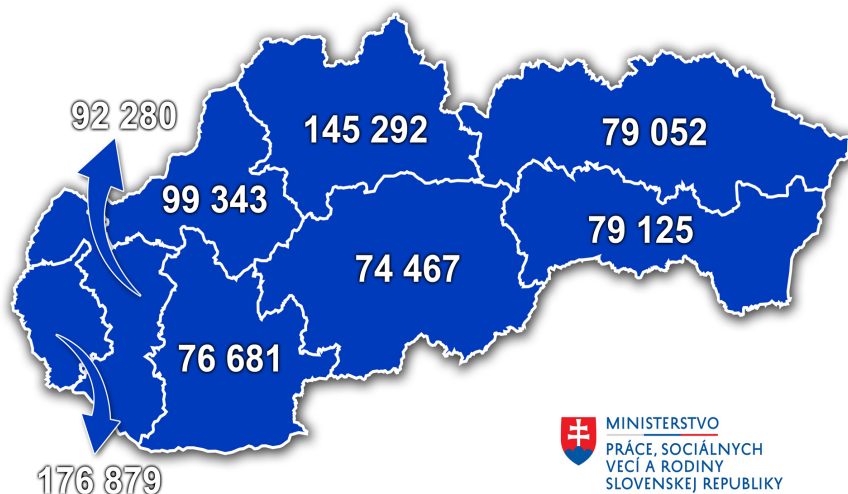 92 280
145 292
79 052
99 343
79 125
74 467
76 681
176 879
MINISTERSTVO
PRÁCE, SOCIÁLNYCH
VECÍ A RODINY
SLOVENSKEJ REPUBLIKY